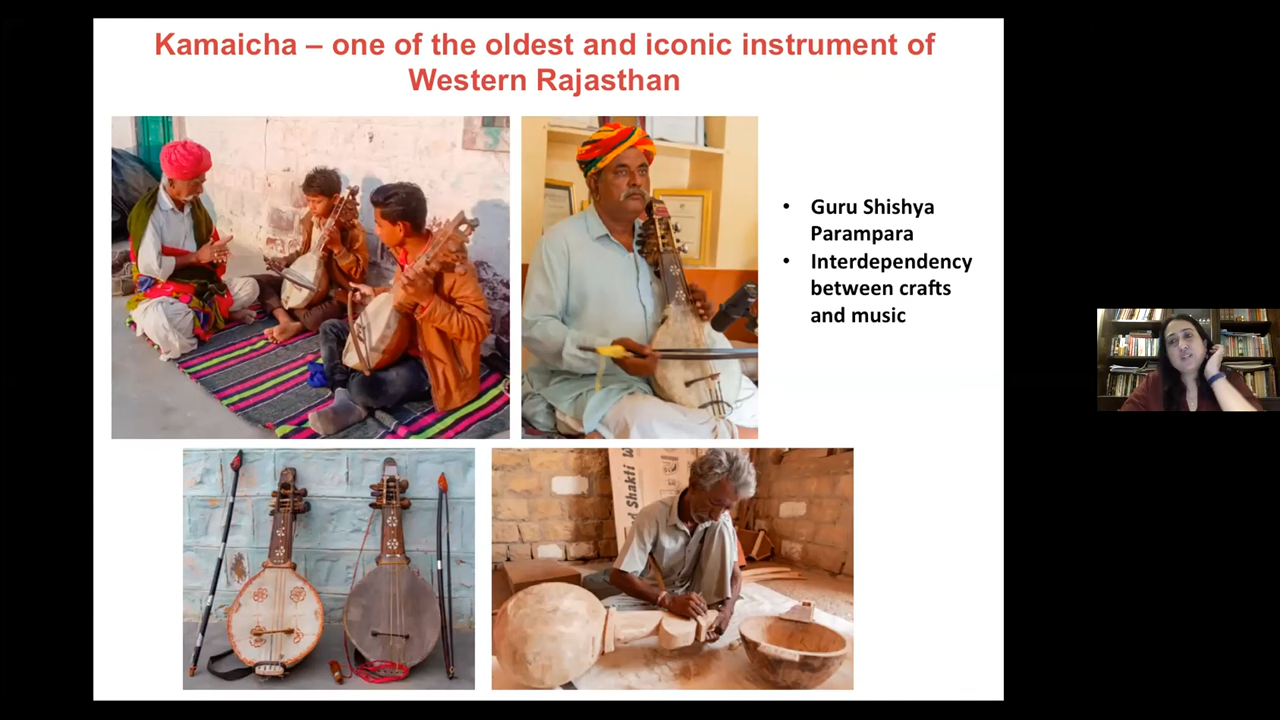 Kamaicha – one of the oldest and iconic instrument of
Western Rajasthan
• Guru Shishya
Parampara
• Interdependency
between crafts
and music
Shakti